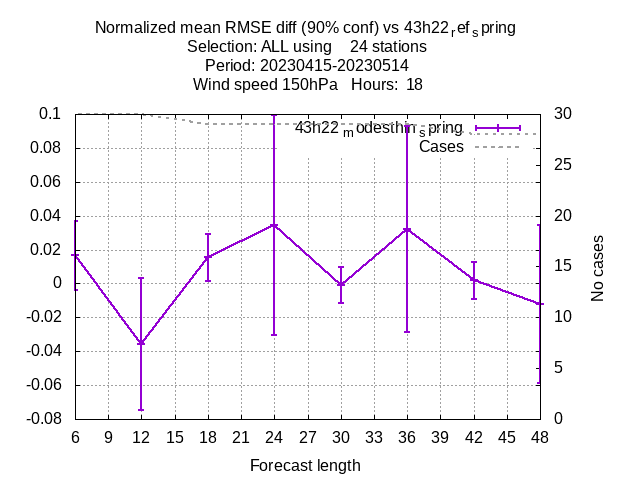 Normalized mean RMSE diff (90% conf) vs 43h22refspring
Selection: ALL using 24 stations
Period: 20230415-20230514
Wind speed 150hPa Hours: 18
43h22modesthinspring
Cases
0.1
0.08
0.06
0.04
0.02
0
-0.02
-0.04
-0.06
-0.08
30
25
20
15
10
5
0
No cases
6 9 12 15 18 21 24 27 30 33 36 39 42 45 48
Forecast length